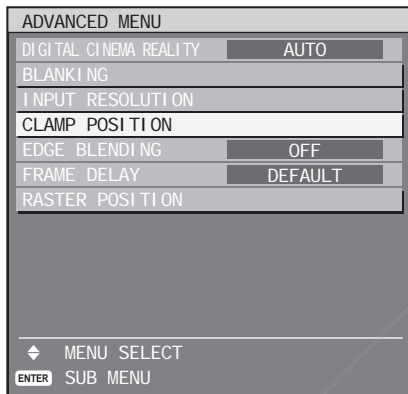 ADVANCED MENU
DIGITAL CINEMA REALITY AUTO
BLANKING
INPUT RESOLUTION
CLAMP POSITION
EDGE BLENDING OFF
FRAME DELAY DEFAULT
RASTER POSITION
MENU SELECT
ENTER SUB MENU